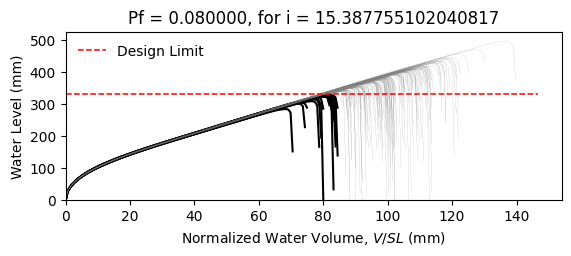 Pf = 0.080000, for i = 15.387755102040817
Design Limit
Water Level (mm)
500
400
300
200
100
0
0 20 40 60 80 100 120 140
Normalized Water Volume, V/SL (mm)